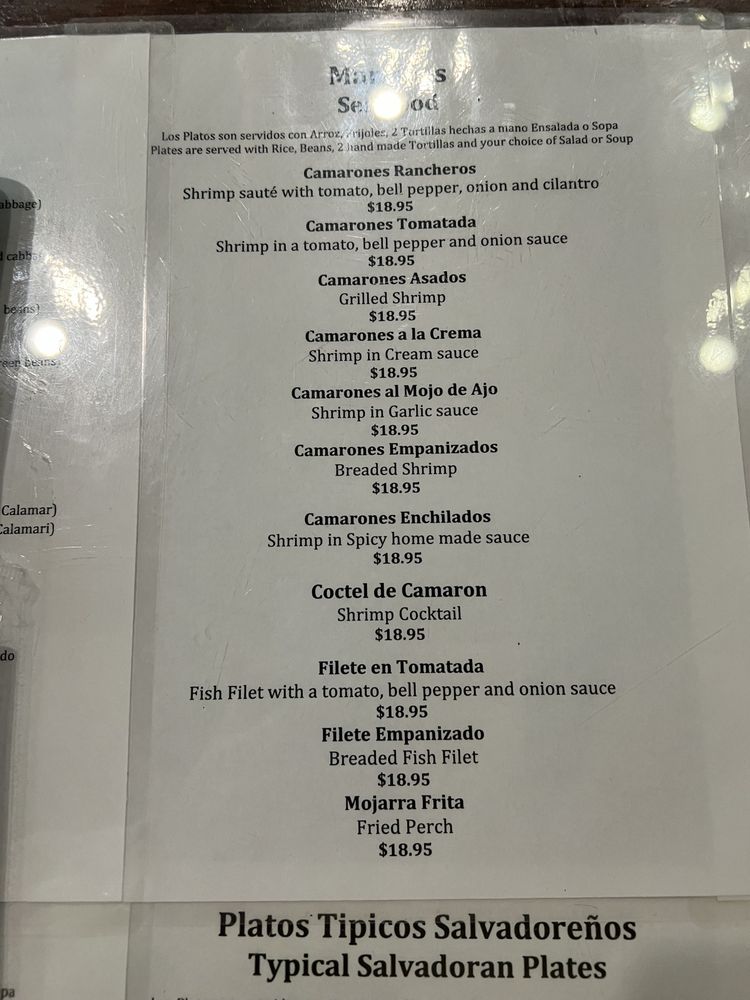 Los Platos son servidos con Arroz, Frijoles, 2 Tortillas hechas a mano Ensalada o Sopa
Plates are served with Rice, Beans, 2 hand made Tortillas and your choice of Salad or Soup
Camarones Rancheros
Shrimp sauté with tomato, bell pepper, onion and cilantro
$18.95
Camarones Tomatada
Shrimp in a tomato, bell pepper and onion sauce
$18.95
Camarones Asados
Grilled Shrimp
$18.95
Camarones a la Crema
Shrimp in Cream sauce
$18.95
Camarones al Mojo de Ajo
Shrimp in Garlic sauce
$18.95
Camarones Empanizados
Breaded Shrimp
$18.95
Camarones Enchilados
Shrimp in Spicy home made sauce
$18.95
Coctel de Camaron
Shrimp Cocktail
$18.95
Filete en Tomatada
Fish Filet with a tomato, bell pepper and onion sauce
$18.95
Filete Empanizado
Breaded Fish Filet
$18.95
Mojarra Frita
Fried Perch
$18.95
Platos Tipicos Salvadoreños
Typical Salvadoran Plates
beans)
Calamar)
Calamari)